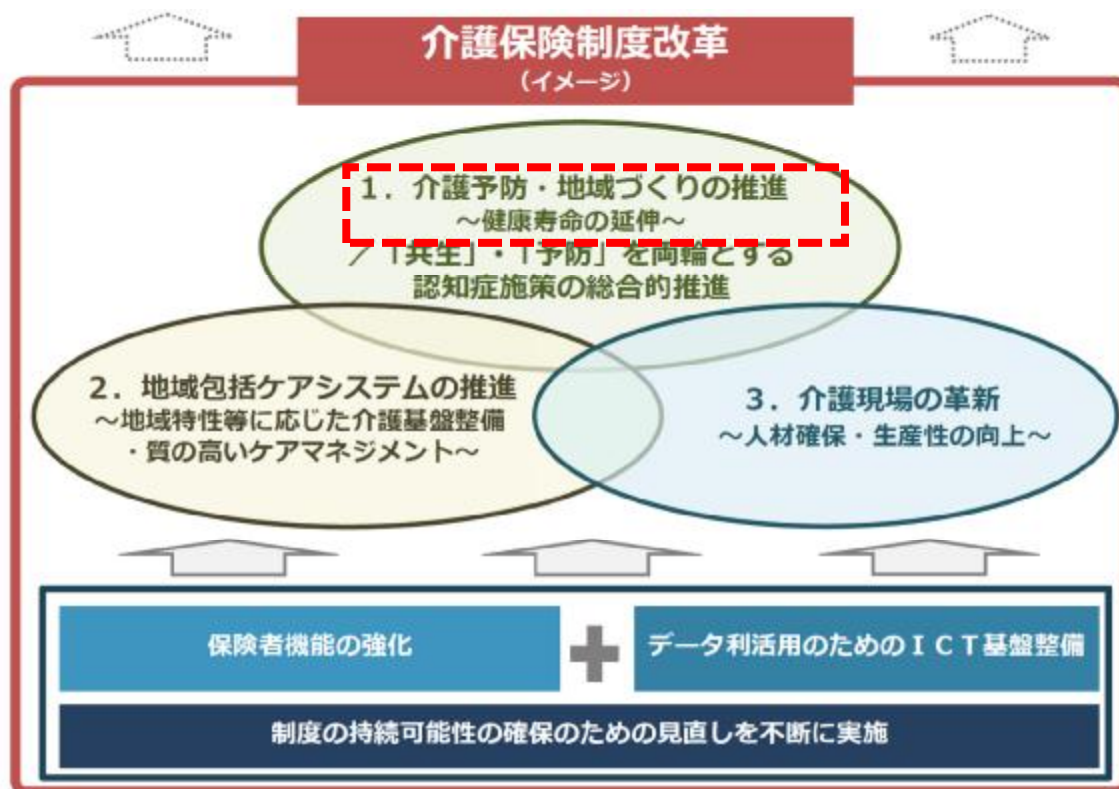 介護保険制度改革
（イメージ）
１．介護予防・地域づくりの推進
～健康寿命の延伸～
／「共生」・「予防」を両輪とする
認知症施策の総合的推進
２．地域包括ケアシステムの推進
～地域特性等に応じた介護基盤整備
・質の高いケアマネジメント～
３．介護現場の革新
～人材確保・生産性の向上～
保険者機能の強化
データ利活用のためのＩＣＴ基盤整備
制度の持続可能性の確保のための見直しを不断に実施